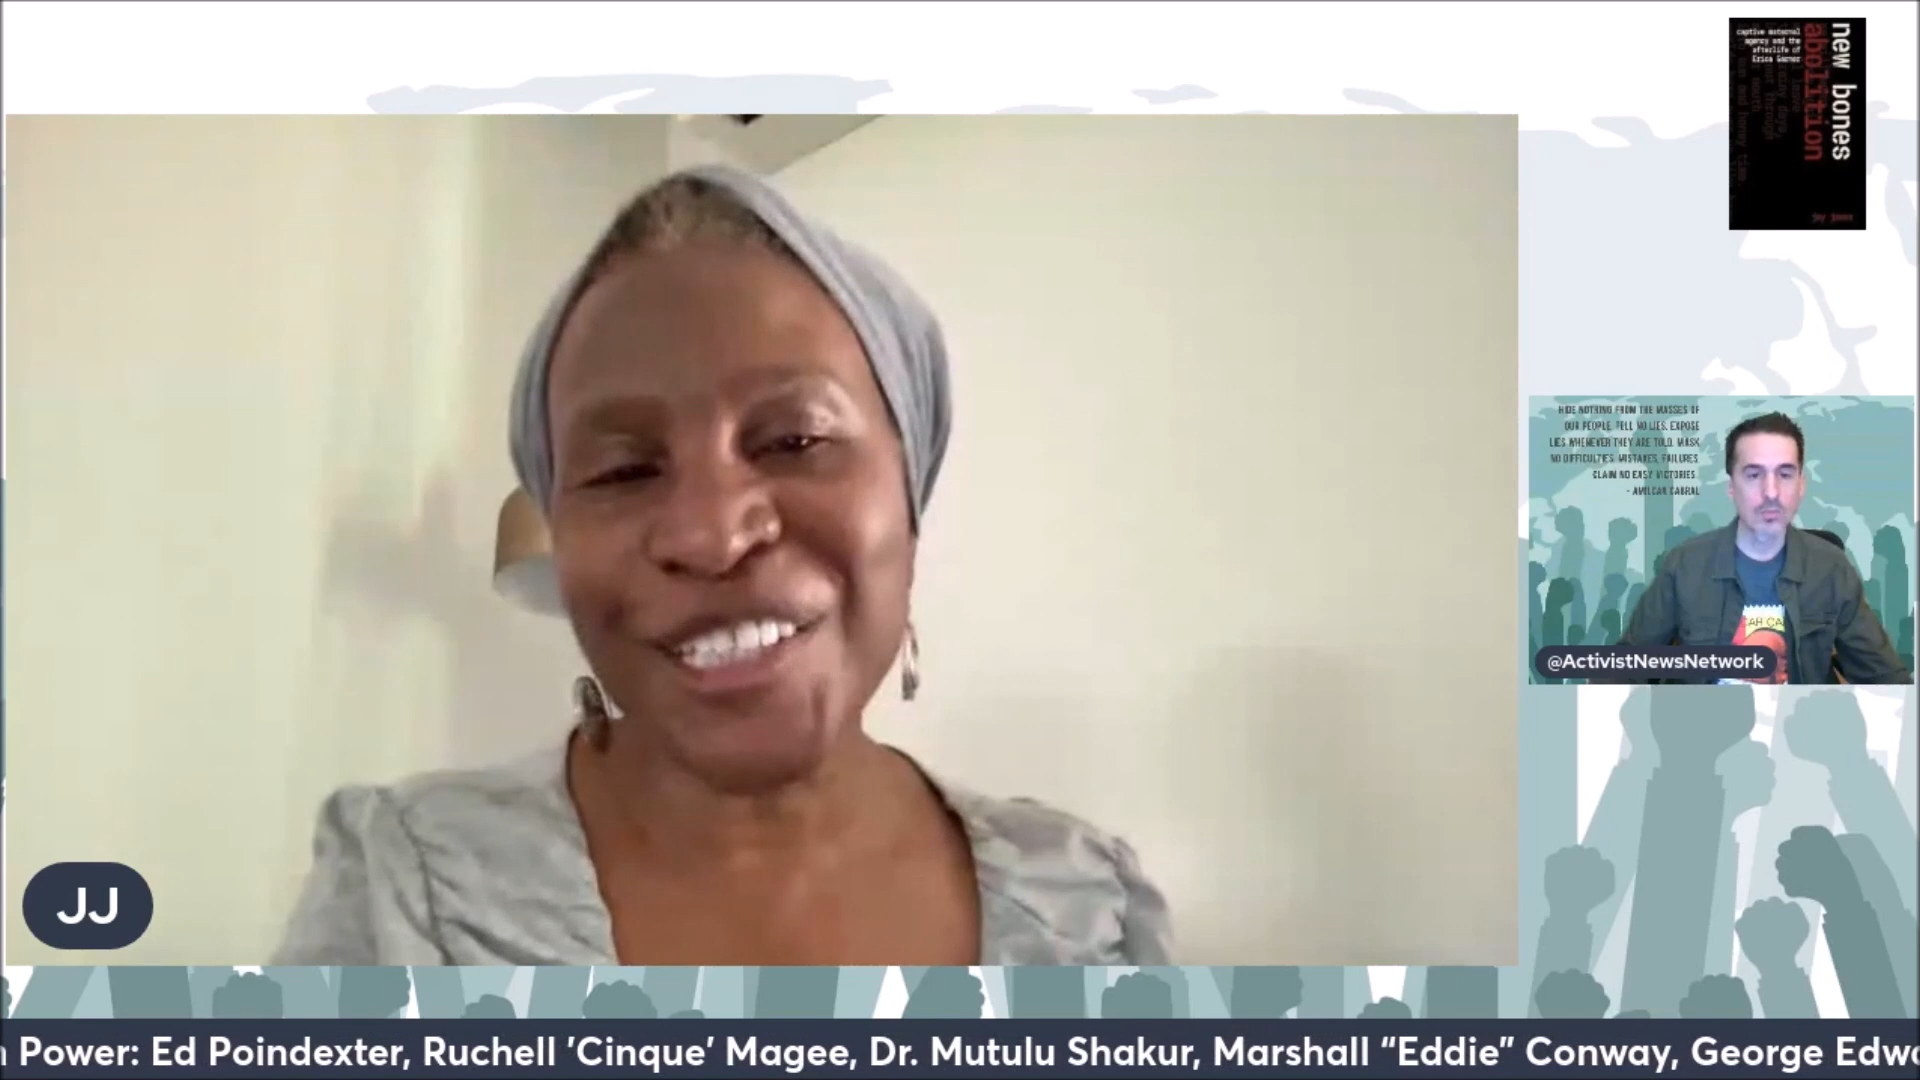 captive maternal
agency and the
afterlife of
Erica Garner
new bones
abolition
joy james
HIDE NOTHING FROM THE MASSES OF
OUR PEOPLE. TELL NO LIES. EXPOSE
LIES WHENEVER THEY ARE TOLD. MASK
NO DIFFICULTIES, MISTAKES, FAILURES.
CLAIM NO EASY VICTORIES...
- AMILCAR CABRAL
CAR CA
@ActivistNewsNetwork
JJ
Power: Ed Poindexter, Ruchell 'Cinque' Magee, Dr. Mutulu Shakur, Marshall “Eddie” Conway, George Edwa